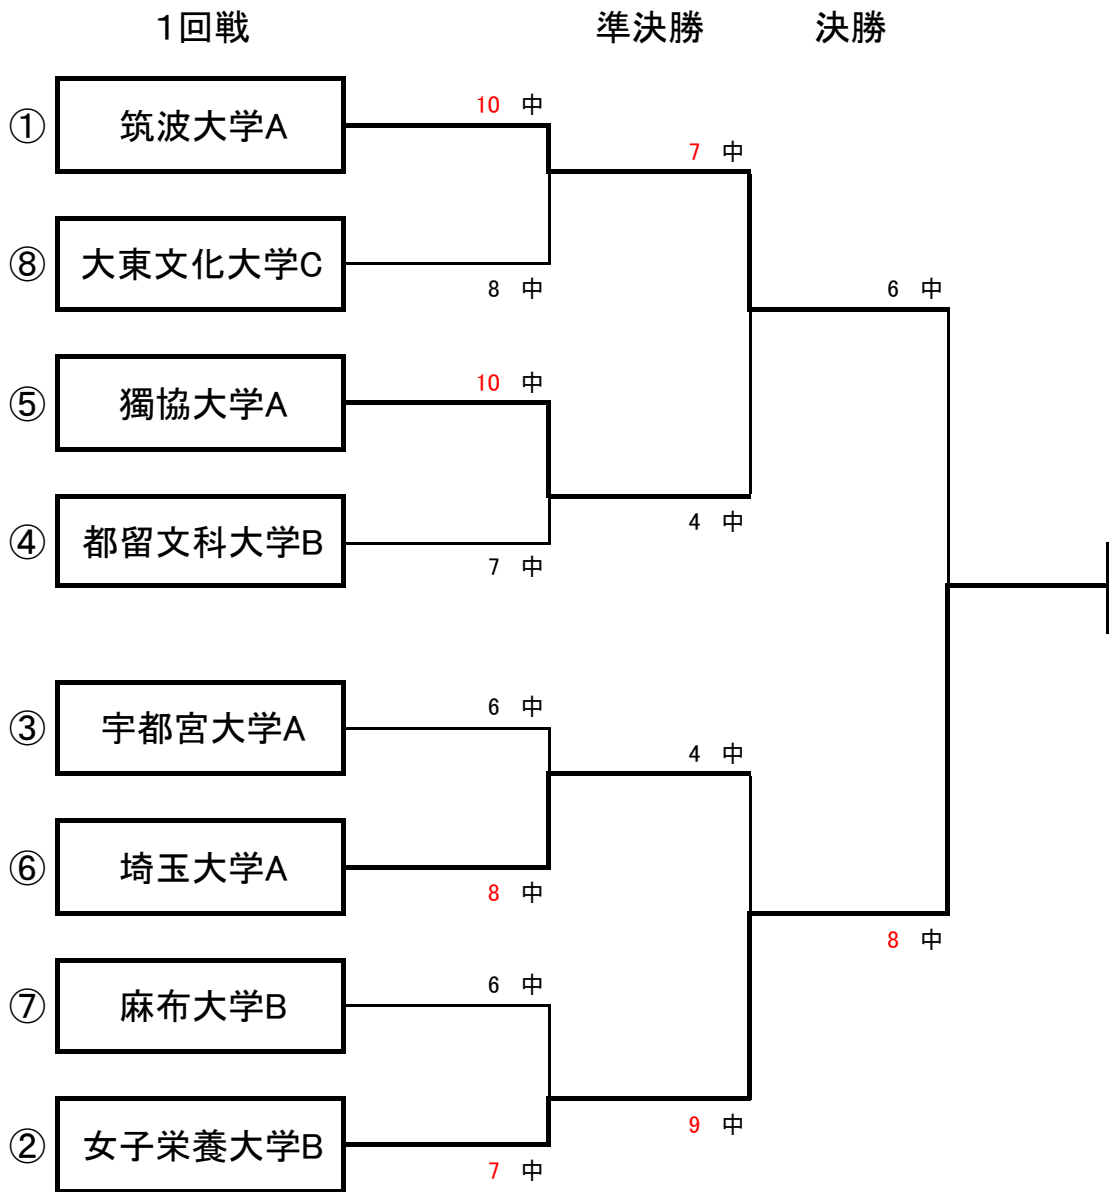 1回戦 準決勝 決勝
10 中
① 筑波大学A
7 中
⑧ 大東文化大学C
8 中
6 中
10 中
⑤ 獨協大学A
4 中
④ 都留文科大学B
7 中
6 中
③ 宇都宮大学A
4 中
⑥ 埼玉大学A
8 中
8 中
6 中
⑦ 麻布大学B
9 中
② 女子栄養大学B
7 中